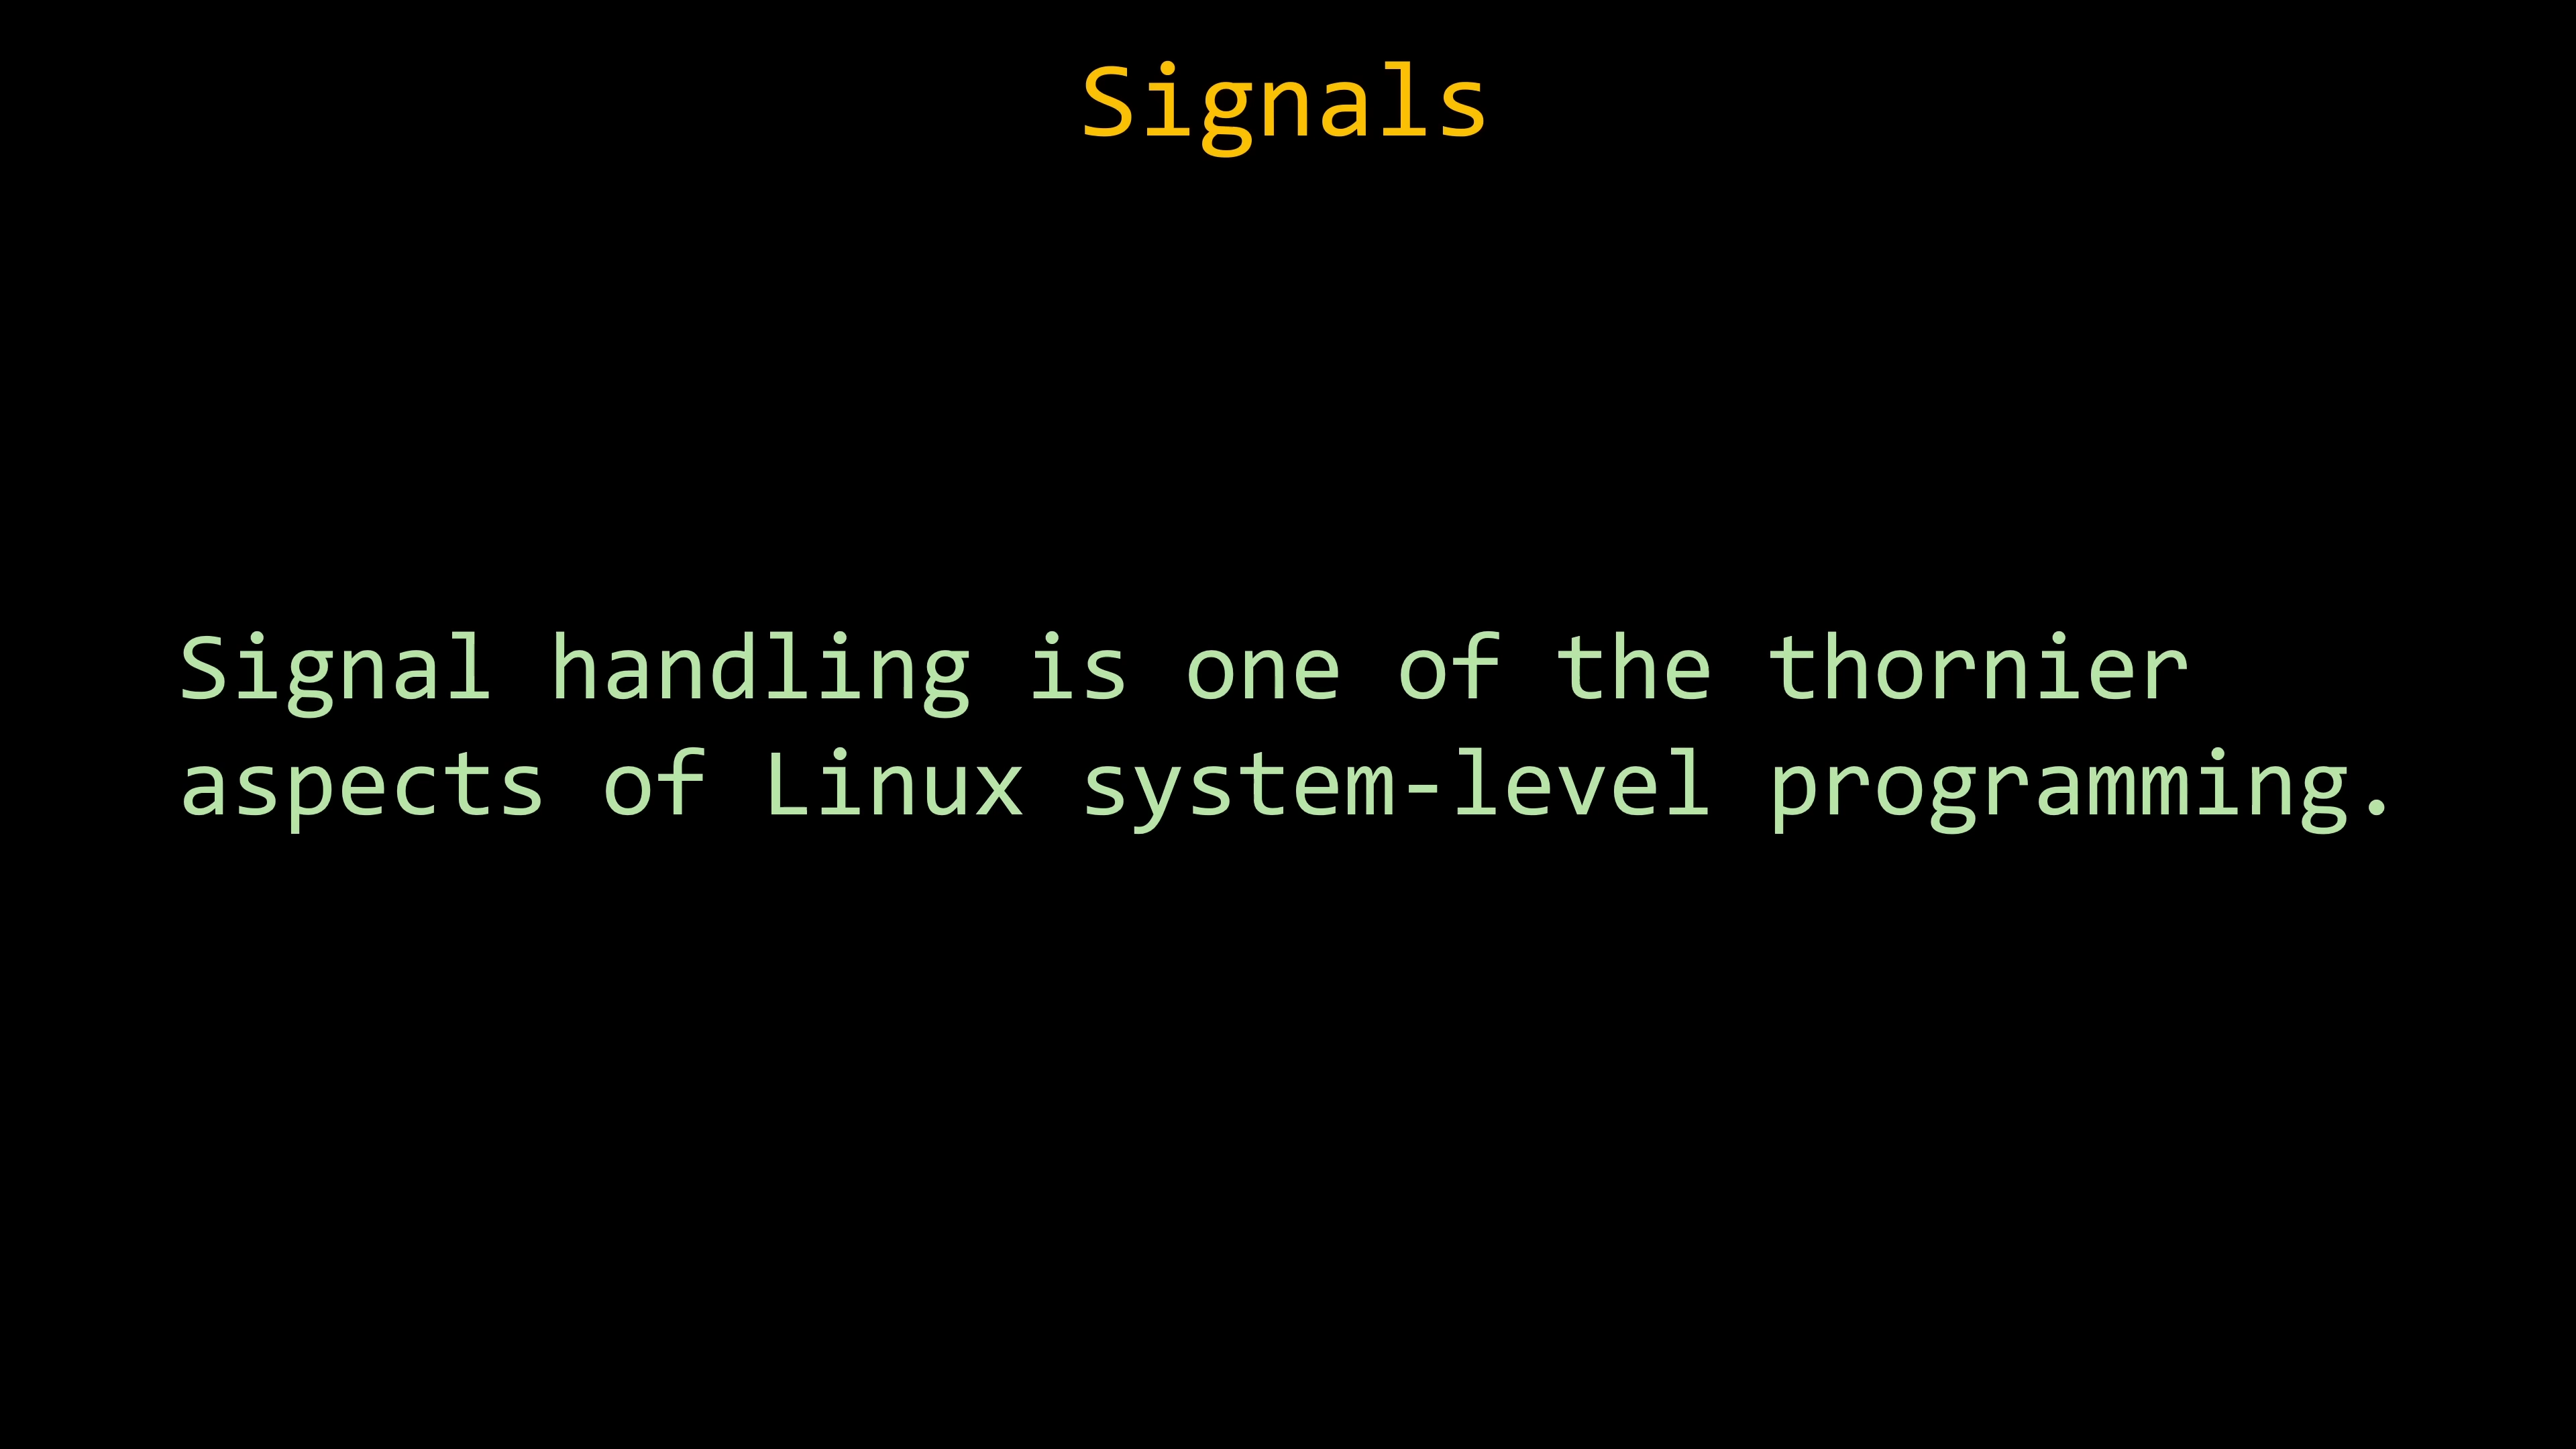 Signals
Signal handling is one of the thornier
aspects of Linux system-level programming.